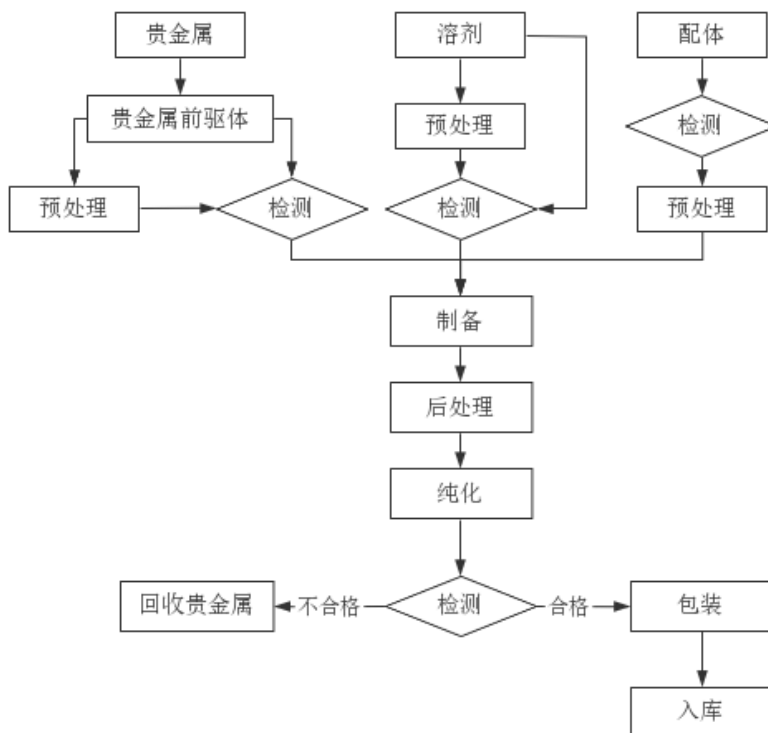 贵金属
溶剂
配体
贵金属前驱体
预处理
检测
预处理
检测
检测
预处理
制备
后处理
纯化
回收贵金属
不合格
检测
合格
包装
入库